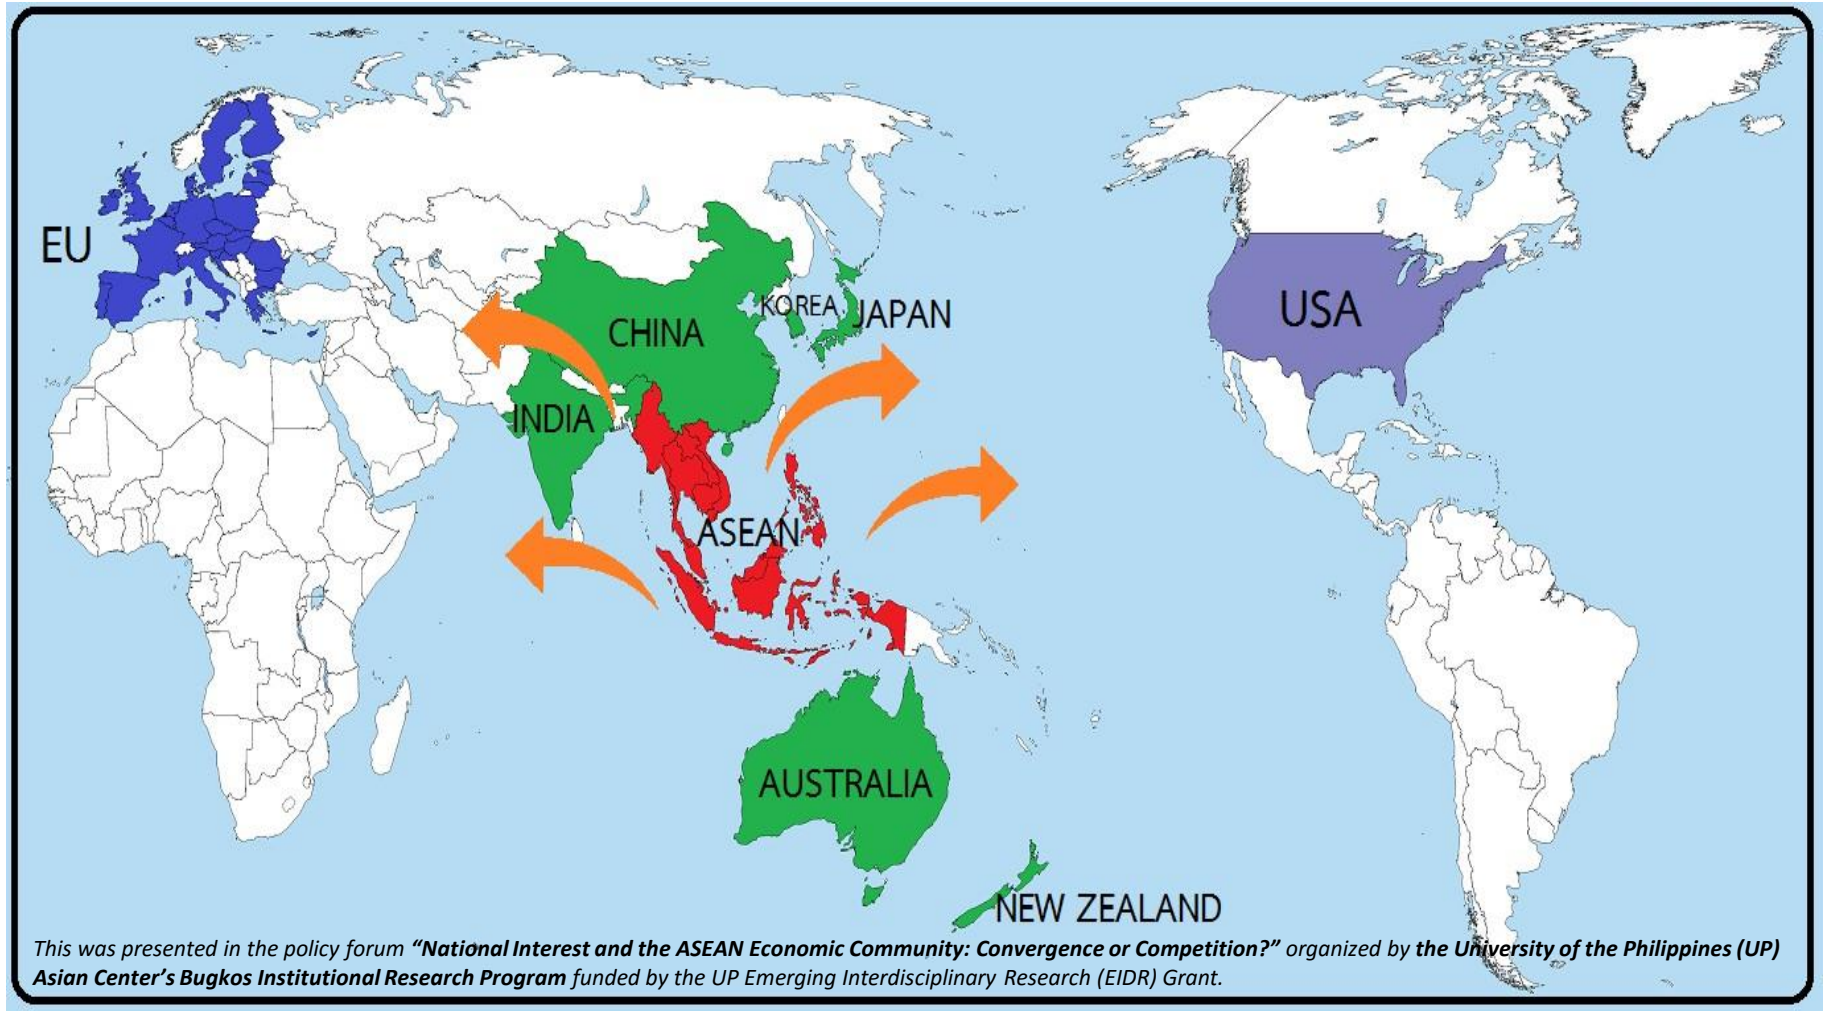 EU
CHINA
KOREA
JAPAN
USA
INDIA
ASEAN
AUSTRALIA
NEW ZEALAND
This was presented in the policy forum “National Interest and the ASEAN Economic Community: Convergence or Competition?” organized by the University of the Philippines (UP)
Asian Center’s Bugkos Institutional Research Program funded by the UP Emerging Interdisciplinary Research (EIDR) Grant.